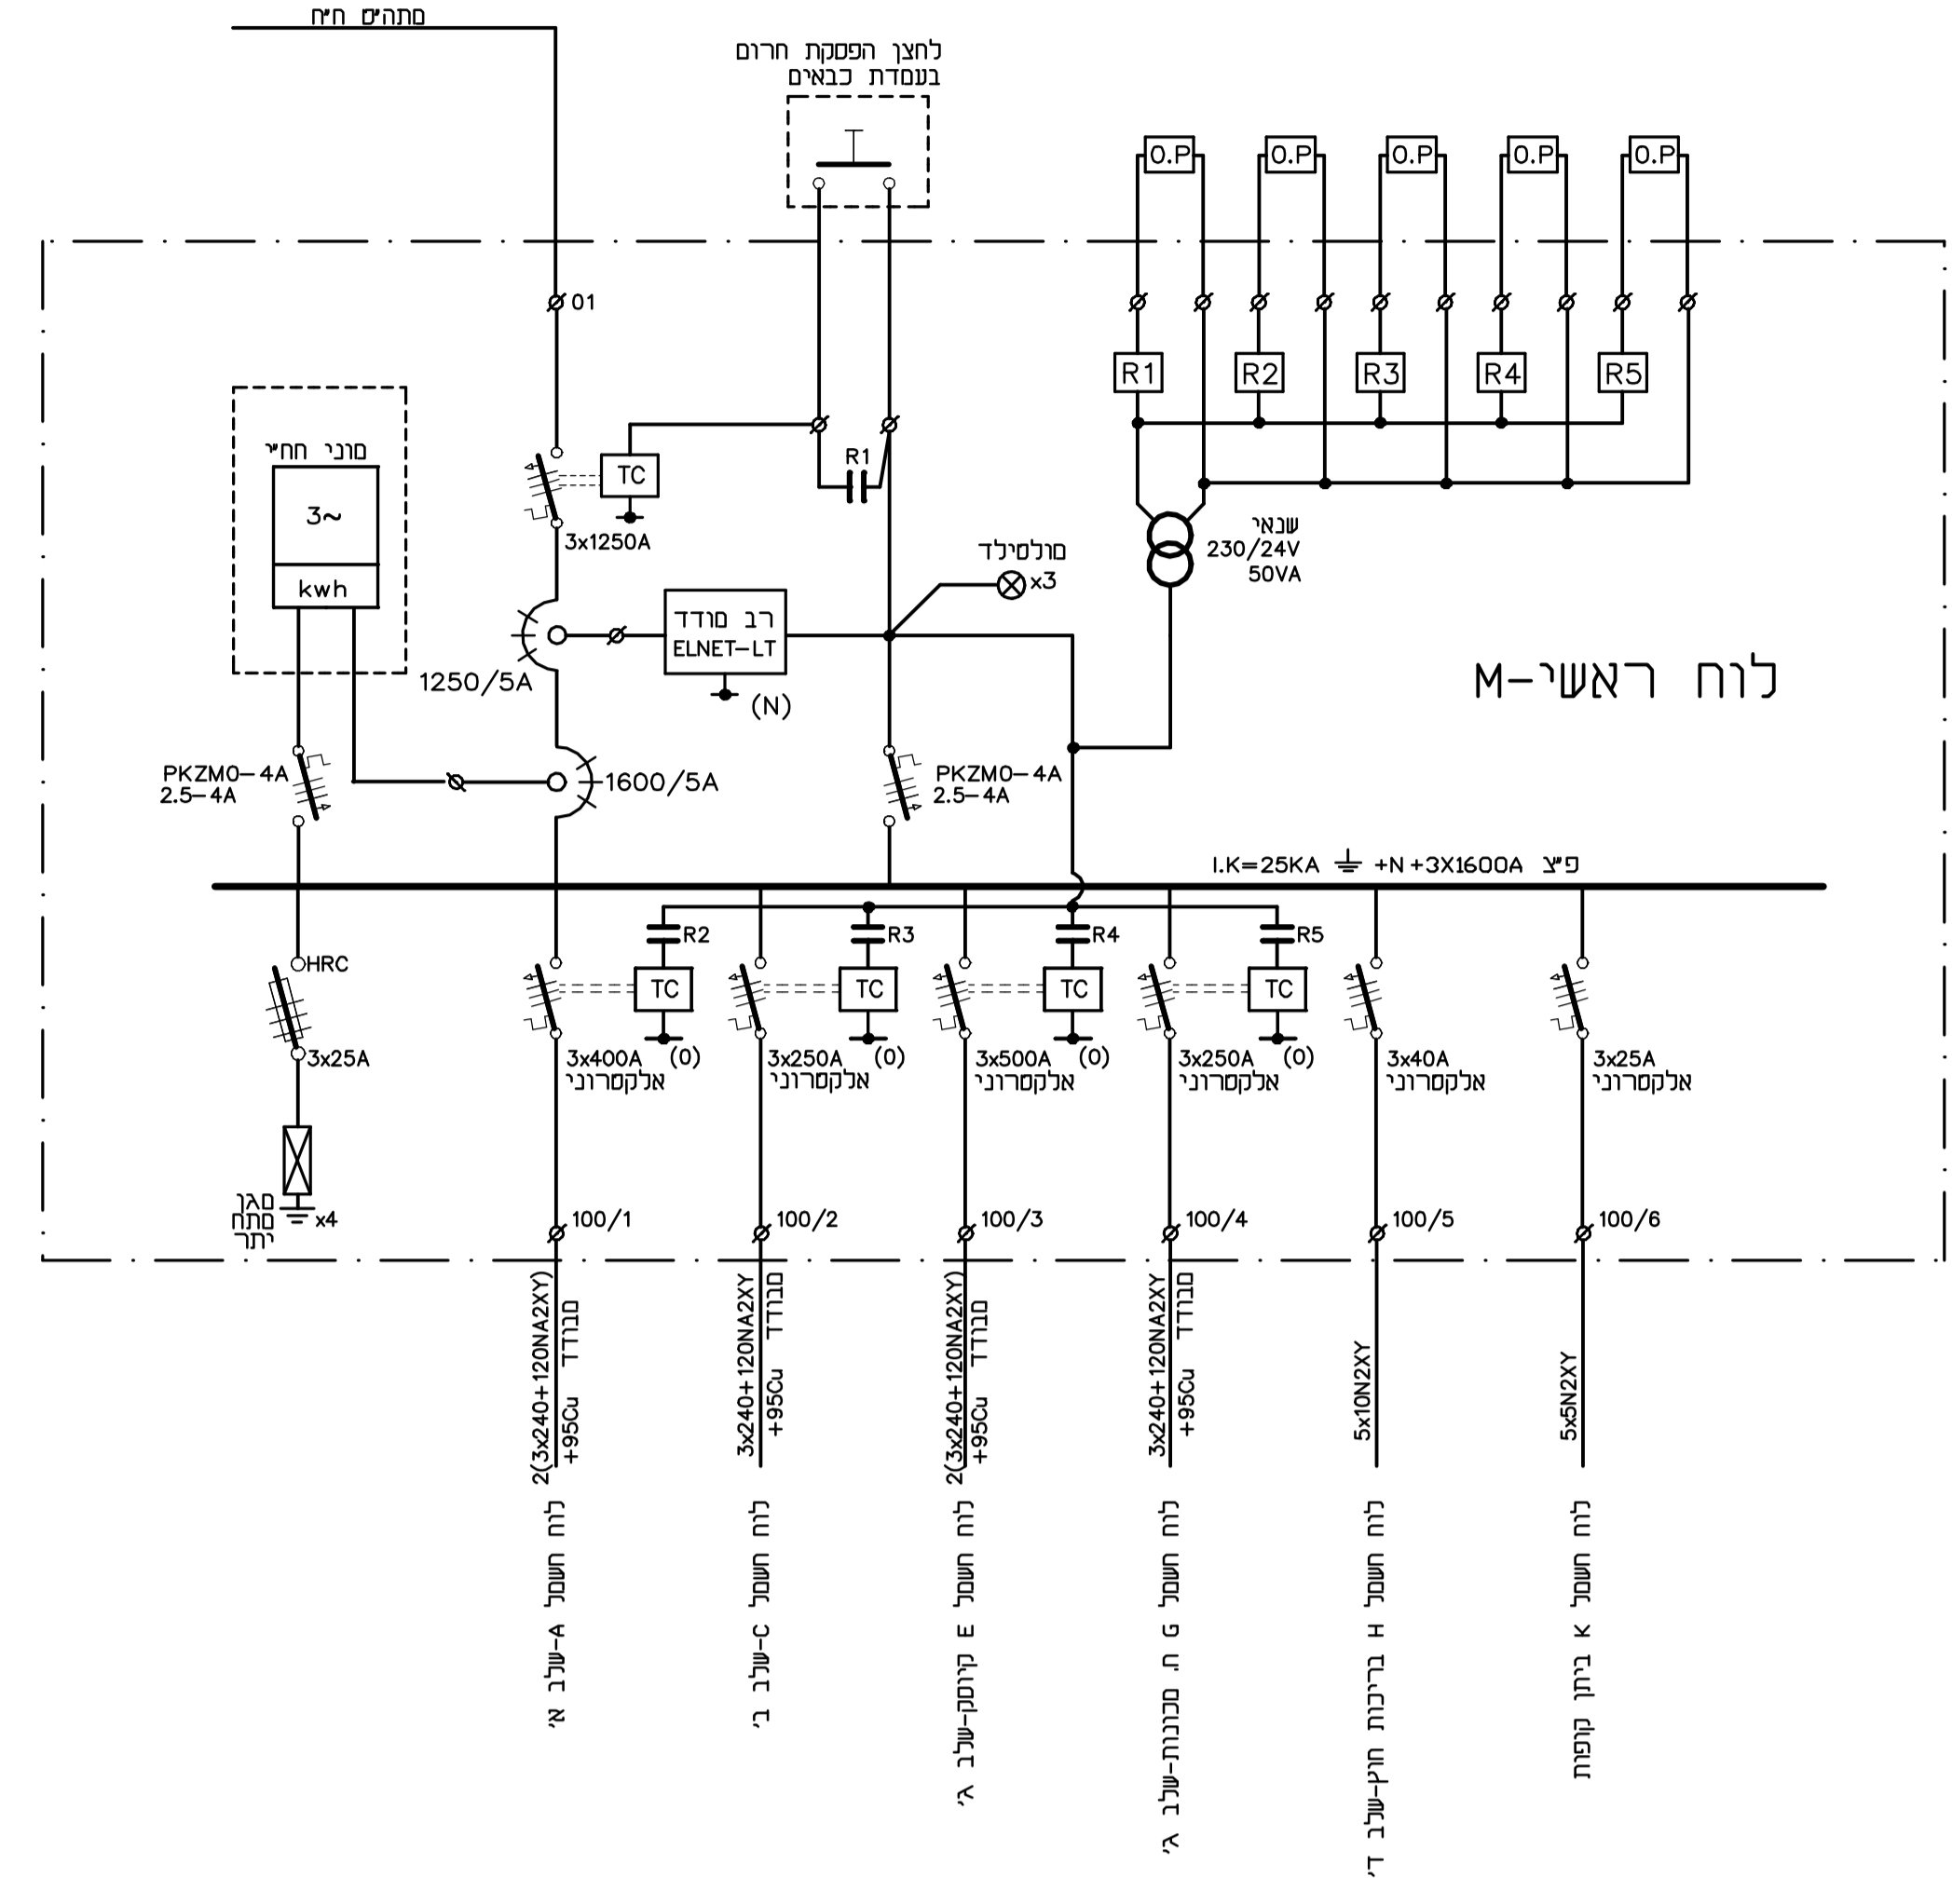 מתה״ס ח״ח
לחצן הפסקת חרום
בעמדת כבאים
O.P
O.P
O.P
O.P
O.P
01
R1
R2
R3
R4
R5
מוני חח״י
3~
kwh
TC
R1
3x1250A
מולטילד
x3
שנאי
230/24V
50VA
רב מודד
ELNET-LT
(N)
1250/5A
לוח ראשי-M
PKZM0-4A
2.5-4A
1600/5A
PKZM0-4A
2.5-4A
פ״צ I.K=25KA +N+3X1600A
R2
R3
R4
R5
HRC
TC
TC
TC
TC
3x25A
3x400A (0)
אלקטרוני
3x250A (0)
אלקטרוני
3x500A (0)
אלקטרוני
3x250A (0)
אלקטרוני
3x40A
אלקטרוני
3x25A
אלקטרוני
מגן
מתח
יתר
x4
100/1
100/2
100/3
100/4
100/5
100/6
2(3x240+120NA2XY)
+95Cu מבודד
3x240+120NA2XY
+95Cu מבודד
2(3x240+120NA2XY)
+95Cu מבודד
3x240+120NA2XY
+95Cu מבודד
5x10N2XY
5x5N2XY
לוח חשמל A-שלב א׳
לוח חשמל C-שלב ב׳
לוח חשמל E קיוסק-שלב ג׳
לוח חשמל G ח. מכונות-שלב ג׳
לוח חשמל H בריכות חוץ-שלב ד׳
לוח חשמל K ביתן קופות